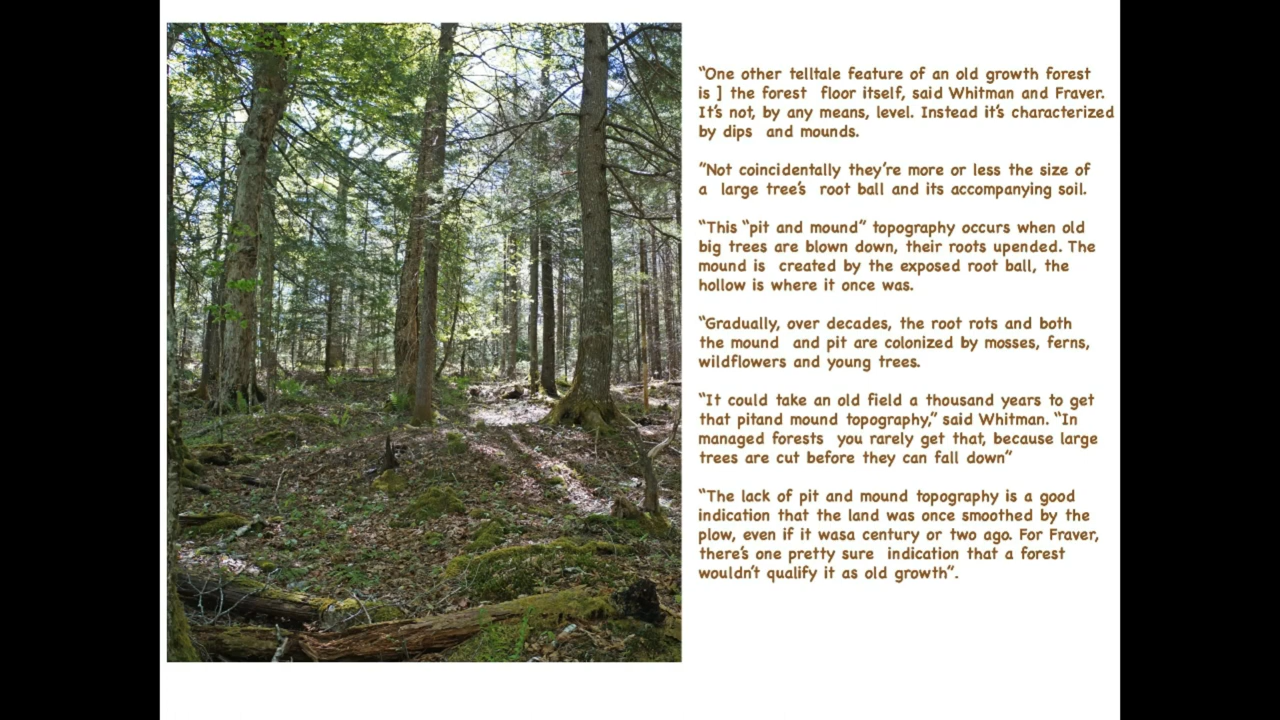 “One other telltale feature of an old growth forest
is ] the forest  floor itself, said Whitman and Fraver.
It’s not, by any means, level. Instead it’s characterized
by dips  and mounds.
”Not coincidentally they’re more or less the size of
a  large tree’s  root ball and its accompanying soil.
“This “pit and mound” topography occurs when old
big trees are blown down, their roots upended. The
mound is  created by the exposed root ball, the
hollow is where it once was.
“Gradually, over decades, the root rots and both
the mound  and pit are colonized by mosses, ferns,
wildflowers and young trees.
“It could take an old field a thousand years to get
that pitand mound topography,” said Whitman. “In
managed forests  you rarely get that, because large
trees are cut before they can fall down”
“The lack of pit and mound topography is a good
indication that the land was once smoothed by the
plow, even if it wasa century or two ago. For Fraver,
there’s one pretty sure  indication that a forest
wouldn’t qualify it as old growth”.